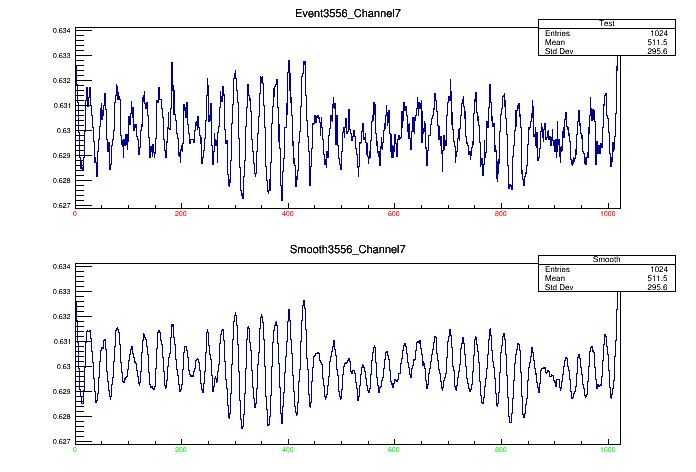 Event3556_Channel7
Test
Entries 1024
Mean 511.5
Std Dev 295.6
0.634
0.633
0.632
0.631
0.63
0.629
0.628
0.627
0 200 400 600 800 1000
Smooth3556_Channel7
Smooth
Entries 1024
Mean 511.5
Std Dev 295.6
0.634
0.633
0.632
0.631
0.63
0.629
0.628
0.627
0 200 400 600 800 1000